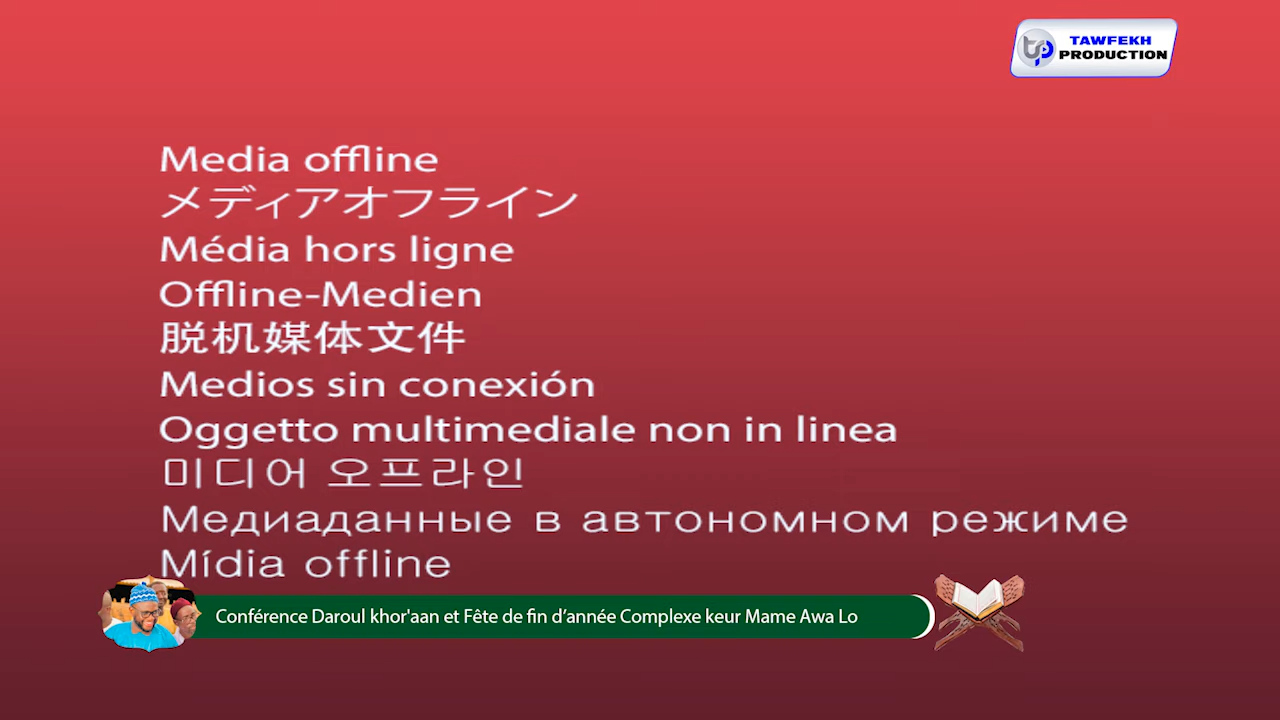 TAWFEKH
PRODUCTION
Media offline
メディアオフライン
Média hors ligne
Offline-Medien
脱机媒体文件
Medios sin conexión
Oggetto multimediale non in linea
미디어 오프라인
Медиаданные в автономном режиме
Mídia offline
Conférence Daroul khor'aan et Fête de fin d’année Complexe keur Mame Awa Lo